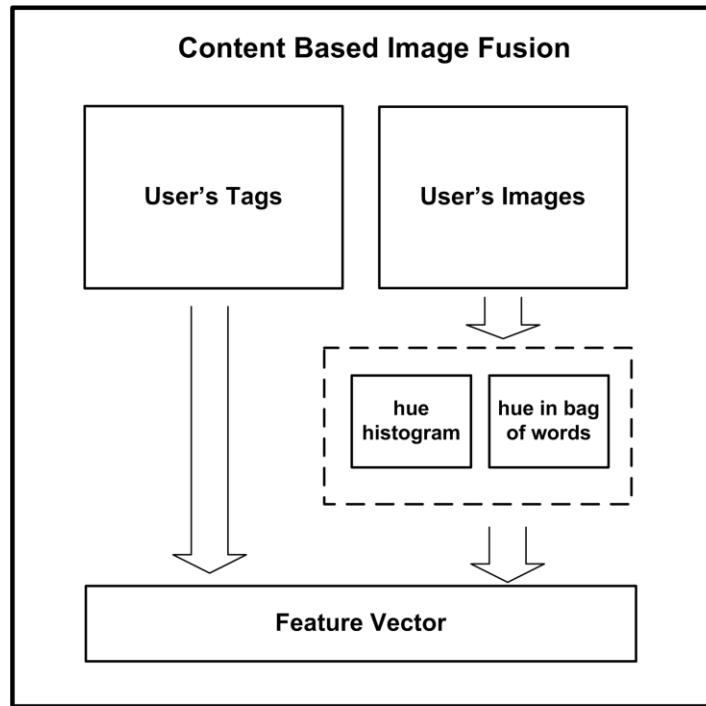 Content Based Image Fusion
User’s Tags
User’s Images
hue
histogram
hue in bag
of words
Feature Vector